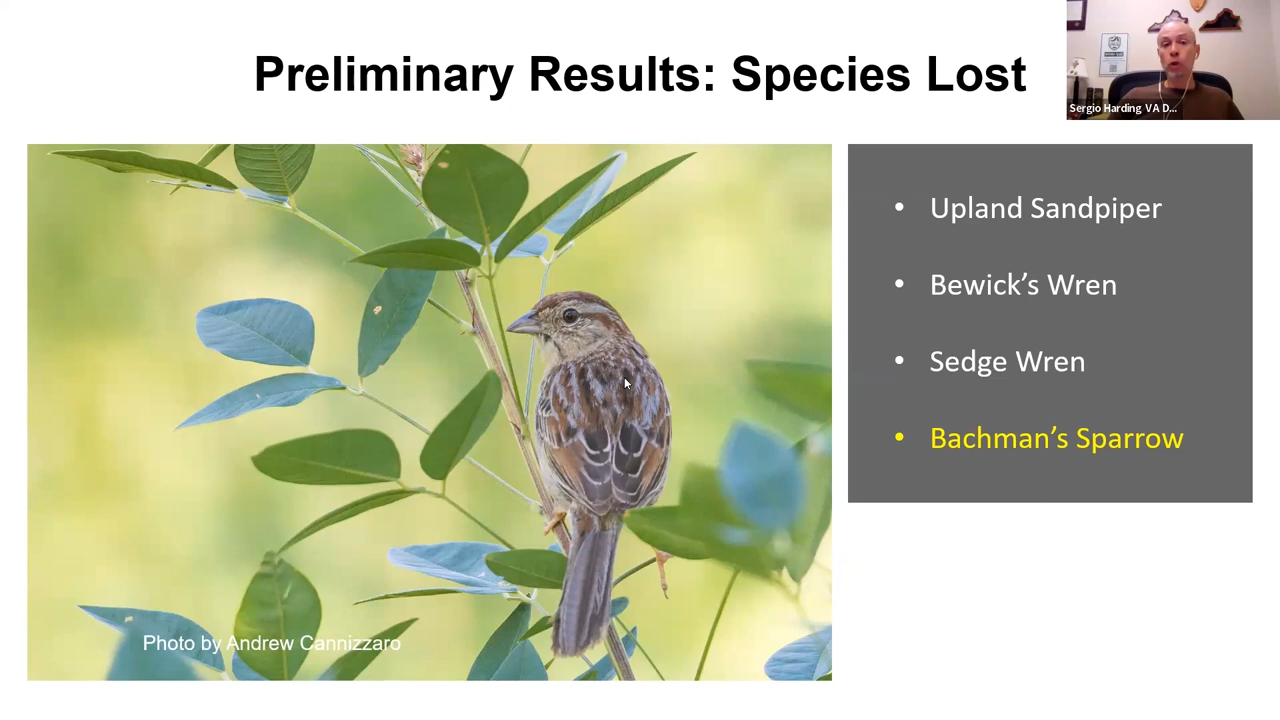 Preliminary Results: Species Lost
Sergio Harding VA D...
• Upland Sandpiper
• Bewick’s Wren
• Sedge Wren
• Bachman’s Sparrow
Photo by Andrew Cannizzaro